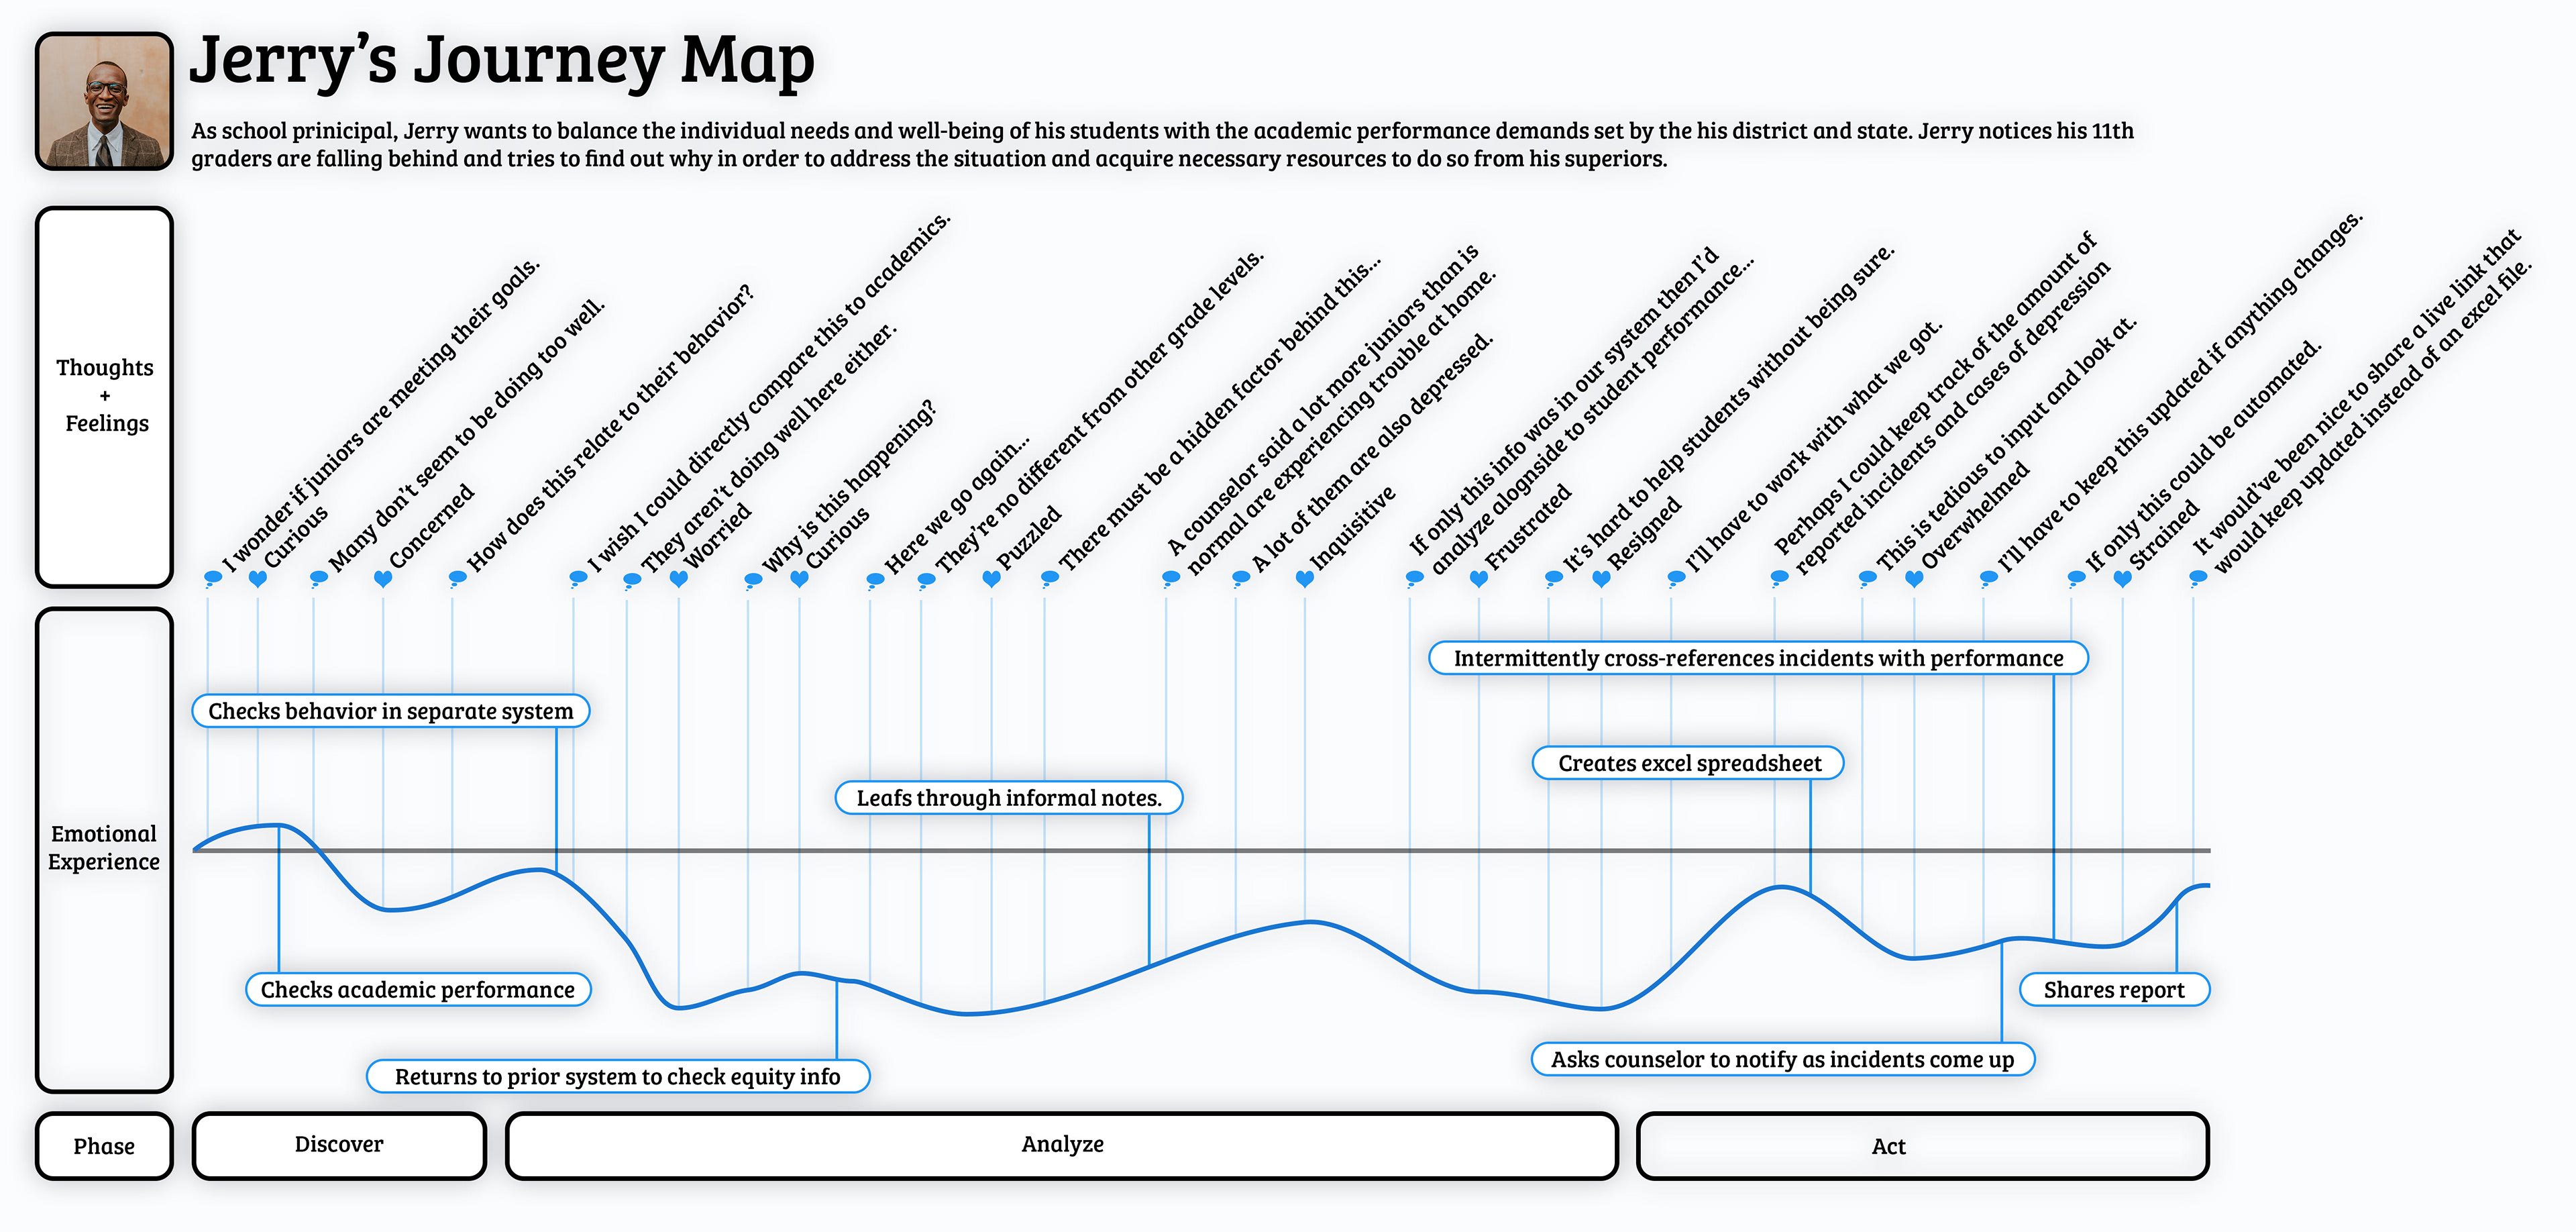 Jerry’s Journey Map
As school prinicipal, Jerry wants to balance the individual needs and well-being of his students with the academic performance demands set by the his district and state. Jerry notices his 11th
graders are falling behind and tries to find out why in order to address the situation and acquire necessary resources to do so from his superiors.
Thoughts
+
Feelings
I wonder if juniors are meeting their goals.
Curious
Many don’t seem to be doing too well.
Concerned
How does this relate to their behavior?
I wish I could directly compare this to academics.
They aren’t doing well here either.
Worried
Why is this happening?
Curious
Here we go again...
They’re no different from other grade levels.
Puzzled
There must be a hidden factor behind this...
A counselor said a lot more juniors than is
normal are experiencing trouble at home.
A lot of them are also depressed.
Inquisitive
If only this info was in our system then I’d
analyze alognside to student performance...
Frustrated
It’s hard to help students without being sure.
Resigned
I’ll have to work with what we got.
Perhaps I could keep track of the amount of
reported incidents and cases of depression
This is tedious to input and look at.
Overwhelmed
I’ll have to keep this updated if anything changes.
If only this could be automated.
Strained
It would’ve been nice to share a live link that
would keep updated instead of an excel file.
Emotional
Experience
Intermittently cross-references incidents with performance
Checks behavior in separate system
Creates excel spreadsheet
Leafs through informal notes.
Checks academic performance
Shares report
Asks counselor to notify as incidents come up
Returns to prior system to check equity info
Phase
Discover
Analyze
Act